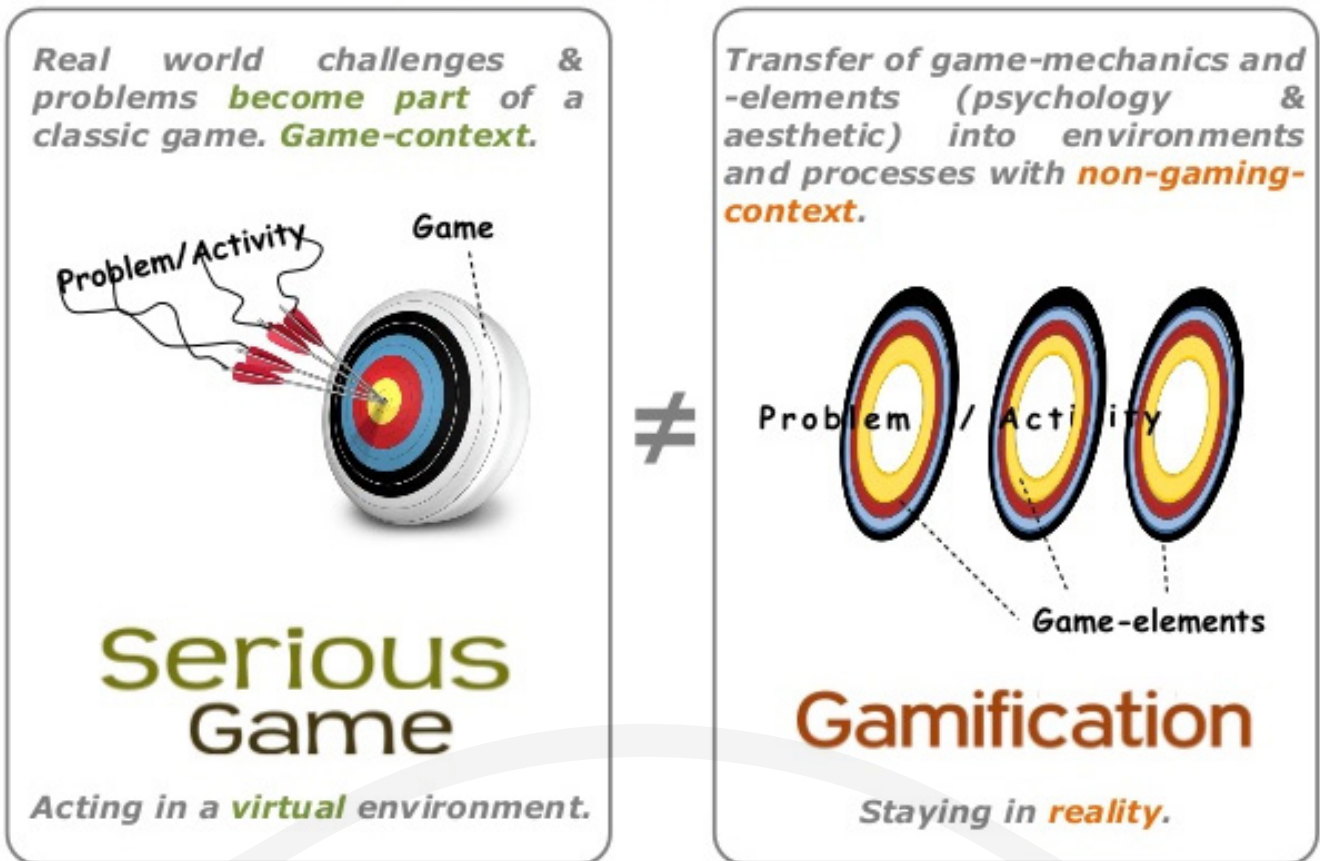 Real world challenges &
problems become part of a
classic game. Game-context.
Problem/Activity
Game
Serious
Game
Acting in a virtual environment.
≠
Transfer of game-mechanics and
-elements (psychology &
aesthetic) into environments
and processes with non-gaming-
context.
Problem / Activity
Game-elements
Gamification
Staying in reality.